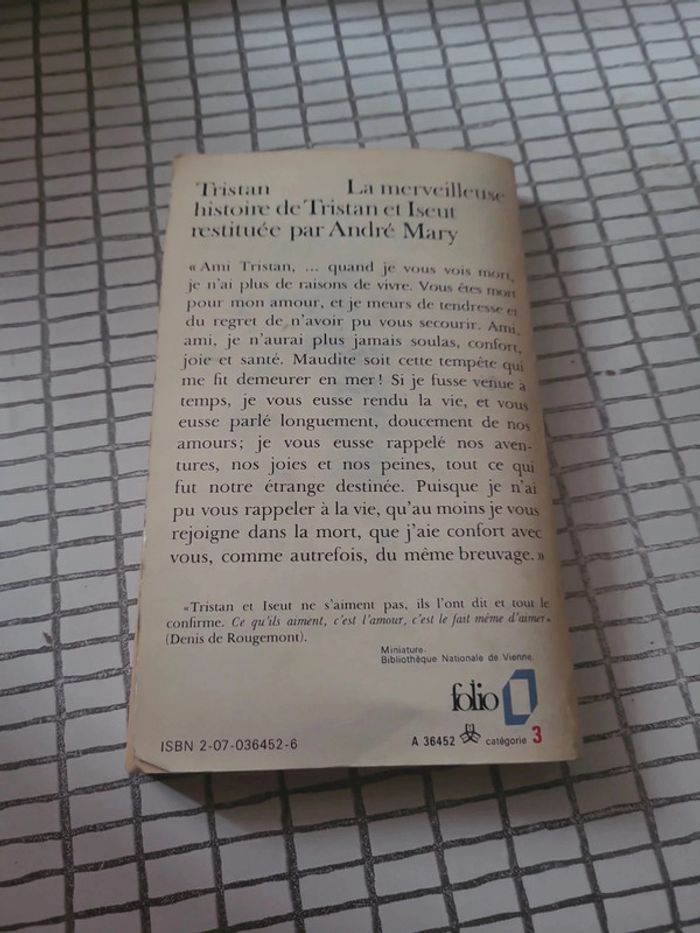 Tristan La merveilleuse
histoire de Tristan et Iseut
restituée par André Mary
« Ami Tristan, ... quand je vous vois mort,
je n'ai plus de raisons de vivre. Vous êtes mort
pour mon amour, et je meurs de tendresse et
du regret de n'avoir pu vous secourir. Ami,
ami, je n'aurai plus jamais soulas, confort,
joie et santé. Maudite soit cette tempête qui
me fit demeurer en mer! Si je fusse venue à
temps, je vous eusse rendu la vie, et vous
eusse parlé longuement, doucement de nos
amours; je vous eusse rappelé nos aven-
tures, nos joies et nos peines, tout ce qui
fut notre étrange destinée. Puisque je n'ai
pu vous rappeler à la vie, qu'au moins je vous
rejoigne dans la mort, que j'aie confort avec
vous, comme autrefois, du même breuvage. »
«Tristan et Iseut ne s'aiment pas, ils l'ont dit et tout le
confirme. Ce qu'ils aiment, c'est l'amour, c'est le fait même d'aimer»
(Denis de Rougemont).
Miniature.
Bibliothèque Nationale de Vienne.
folio
ISBN 2-07-036452-6 A 36452 catégorie 3